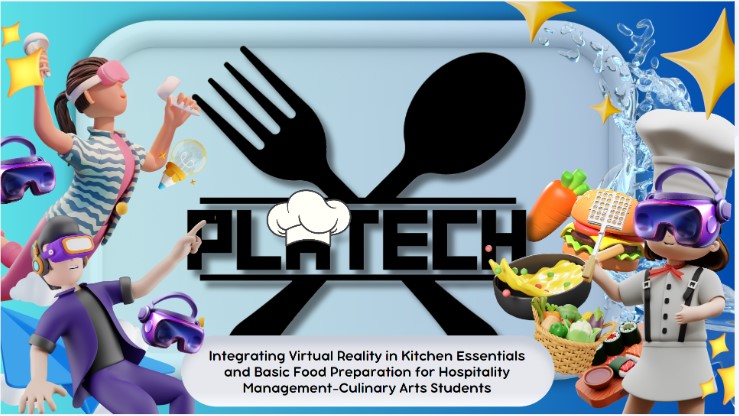 PLATECH
Integrating Virtual Reality in Kitchen Essentials
and Basic Food Preparation for Hospitality
Management-Culinary Arts Students